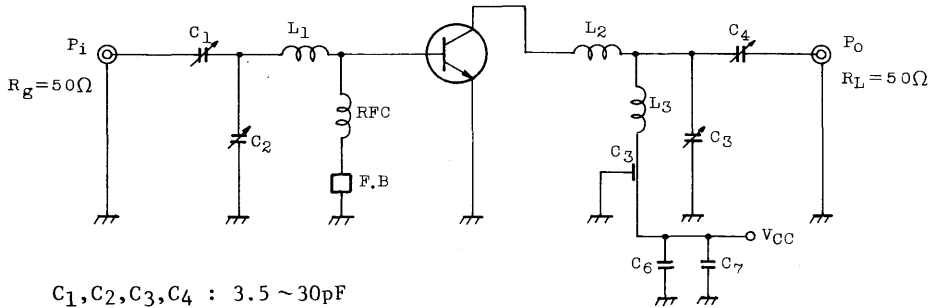 C1 L1 L2 C4
Pi Po
Rg=50Ω RL=50Ω
RFC L3
C2 C3 C3
F.B
VCC
C6 C7
C1,C2,C3,C4 : 3.5~30pF